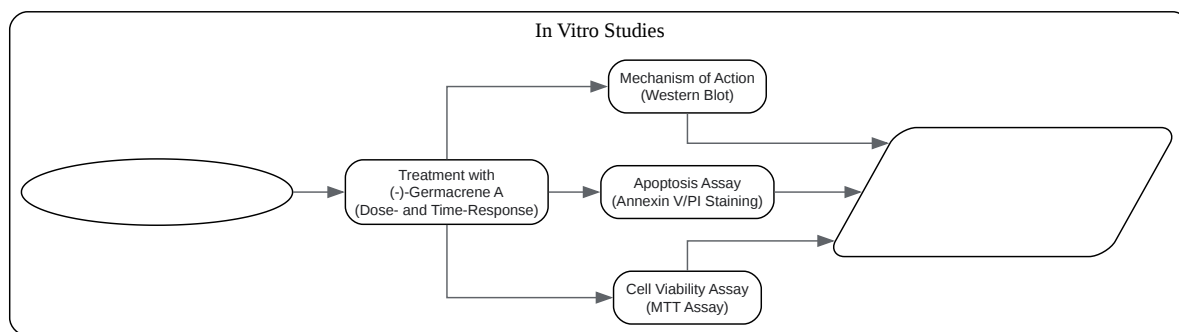 In Vitro Studies
Mechanism of Action
(Western Blot)
Treatment with
(-)-Germacrene A
(Dose- and Time-Response)
Apoptosis Assay
(Annexin V/PI Staining)
Cell Viability Assay
(MTT Assay)